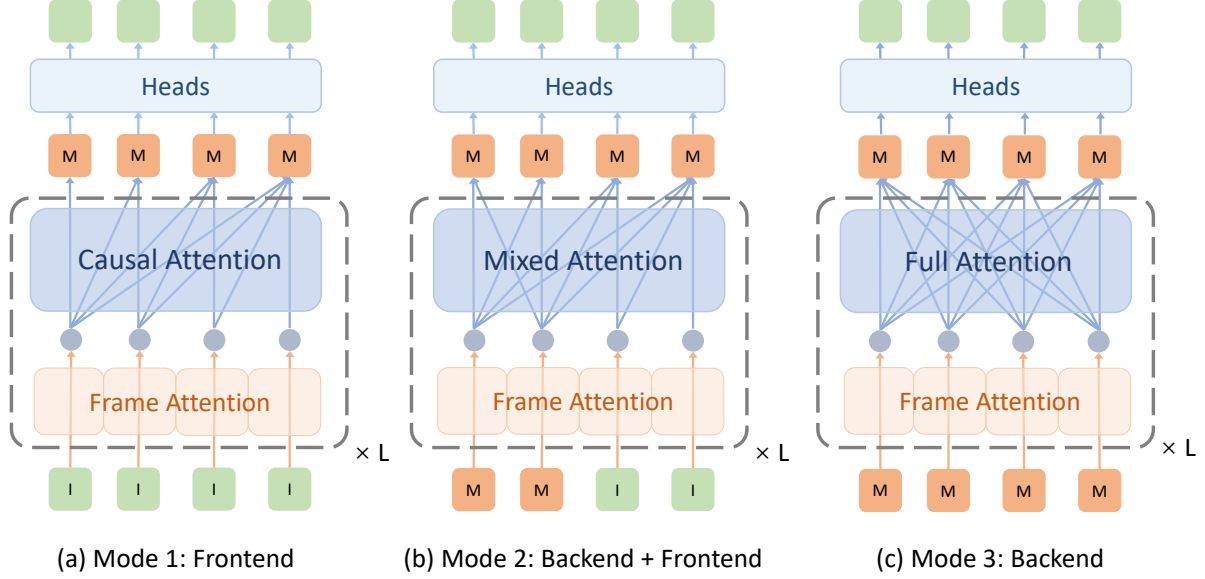 Heads
M M M M
Causal Attention
Frame Attention
× L
I I I I
(a) Mode 1: Frontend
Heads
M M M M
Mixed Attention
Frame Attention
× L
M M I I
(b) Mode 2: Backend + Frontend
Heads
M M M M
Full Attention
Frame Attention
× L
M M M M
(c) Mode 3: Backend